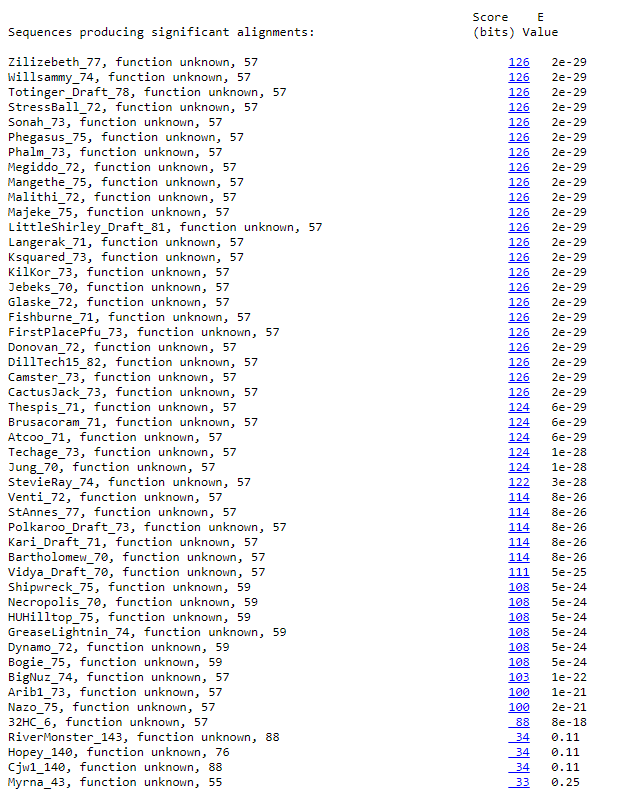 Score E
Sequences producing significant alignments: (bits) Value
Zilizebeth_77, function unknown, 57 126 2e-29
Willsammy_74, function unknown, 57 126 2e-29
Totinger_Draft_78, function unknown, 57 126 2e-29
StressBall_72, function unknown, 57 126 2e-29
Sonah_73, function unknown, 57 126 2e-29
Phegasus_75, function unknown, 57 126 2e-29
Phalm_73, function unknown, 57 126 2e-29
Megiddo_72, function unknown, 57 126 2e-29
Mangethe_75, function unknown, 57 126 2e-29
Malithi_72, function unknown, 57 126 2e-29
Majeke_75, function unknown, 57 126 2e-29
LittleShirley_Draft_81, function unknown, 57 126 2e-29
Langerak_71, function unknown, 57 126 2e-29
Ksquared_73, function unknown, 57 126 2e-29
KilKor_73, function unknown, 57 126 2e-29
Jebeks_70, function unknown, 57 126 2e-29
Glaske_72, function unknown, 57 126 2e-29
Fishburne_71, function unknown, 57 126 2e-29
FirstPlacePfu_73, function unknown, 57 126 2e-29
Donovan_72, function unknown, 57 126 2e-29
DillTech15_82, function unknown, 57 126 2e-29
Camster_73, function unknown, 57 126 2e-29
CactusJack_73, function unknown, 57 126 2e-29
Thespis_71, function unknown, 57 124 6e-29
Brusacoram_71, function unknown, 57 124 6e-29
Atcoo_71, function unknown, 57 124 6e-29
Techage_73, function unknown, 57 124 1e-28
Jung_70, function unknown, 57 124 1e-28
StevieRay_74, function unknown, 57 122 3e-28
Venti_72, function unknown, 57 114 8e-26
StAnnes_77, function unknown, 57 114 8e-26
Polkaroo_Draft_73, function unknown, 57 114 8e-26
Kari_Draft_71, function unknown, 57 114 8e-26
Bartholomew_70, function unknown, 57 114 8e-26
Vidya_Draft_70, function unknown, 57 111 5e-25
Shipwreck_75, function unknown, 59 108 5e-24
Necropolis_70, function unknown, 59 108 5e-24
HUHilltop_75, function unknown, 59 108 5e-24
GreaseLightnin_74, function unknown, 59 108 5e-24
Dynamo_72, function unknown, 59 108 5e-24
Bogie_75, function unknown, 59 108 5e-24
BigNuz_74, function unknown, 57 103 1e-22
Arib1_73, function unknown, 57 100 1e-21
Nazo_75, function unknown, 57 100 2e-21
32HC_6, function unknown, 57 88 8e-18
RiverMonster_143, function unknown, 88 34 0.11
Hopey_140, function unknown, 76 34 0.11
Cjw1_140, function unknown, 88 34 0.11
Myrna_43, function unknown, 55 33 0.25